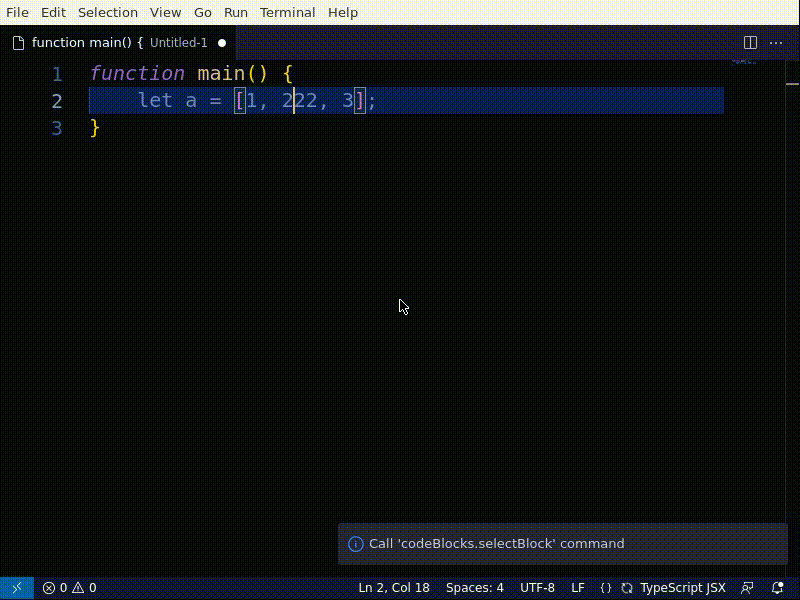 File Edit Selection View Go Run Terminal Help
function main() { Untitled-1
1 function main() {
2     let a = [1, 222, 3];
3 }
Call 'codeBlocks.selectBlock' command
0 0 Ln 2, Col 18 Spaces: 4 UTF-8 LF {} TypeScript JSX